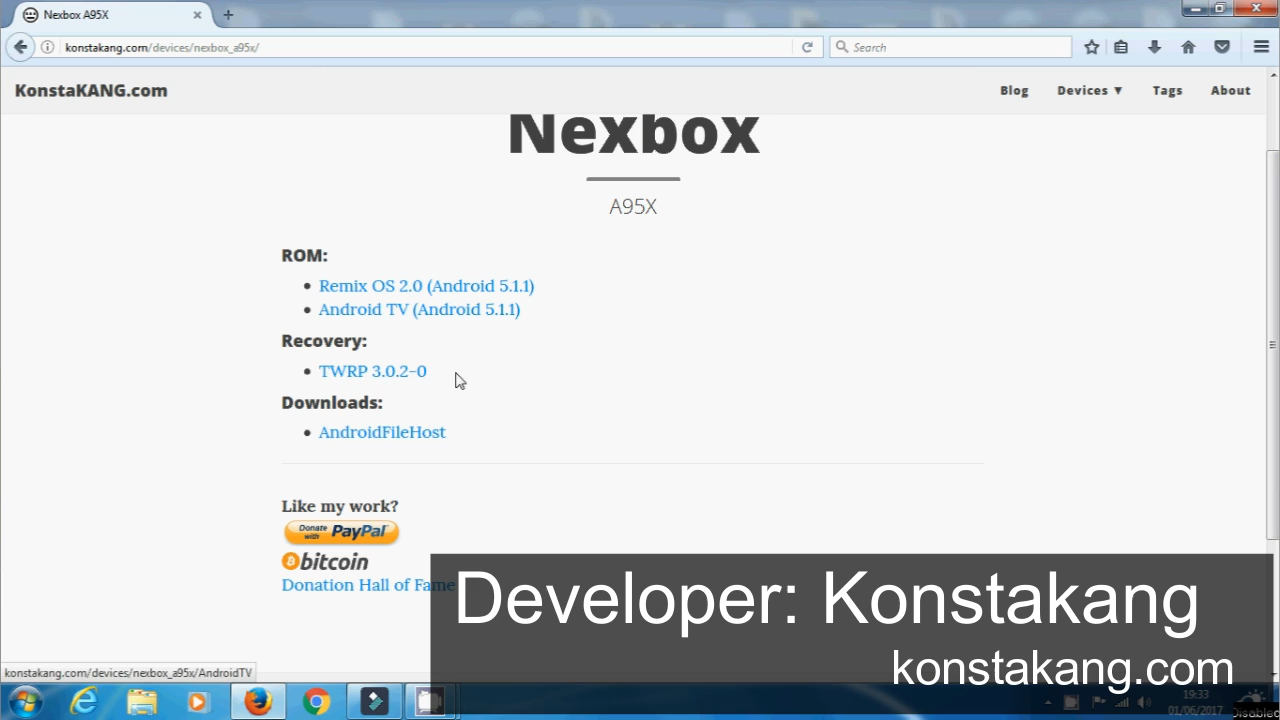 Nexbox A95X
konstakang.com/devices/nexbox_a95x/
Search
KonstaKANG.com
Blog
Devices ▼
Tags
About
Nexbox
A95X
ROM:
• Remix OS 2.0 (Android 5.1.1)
• Android TV (Android 5.1.1)
Recovery:
• TWRP 3.0.2-0
Downloads:
• AndroidFileHost
Like my work?
Donate with PayPal
bitcoin
Donation Hall of Fame
Developer: Konstakang
konstakang.com
konstakang.com/devices/nexbox_a95x/AndroidTV
19:33
01/06/2017
Disabled